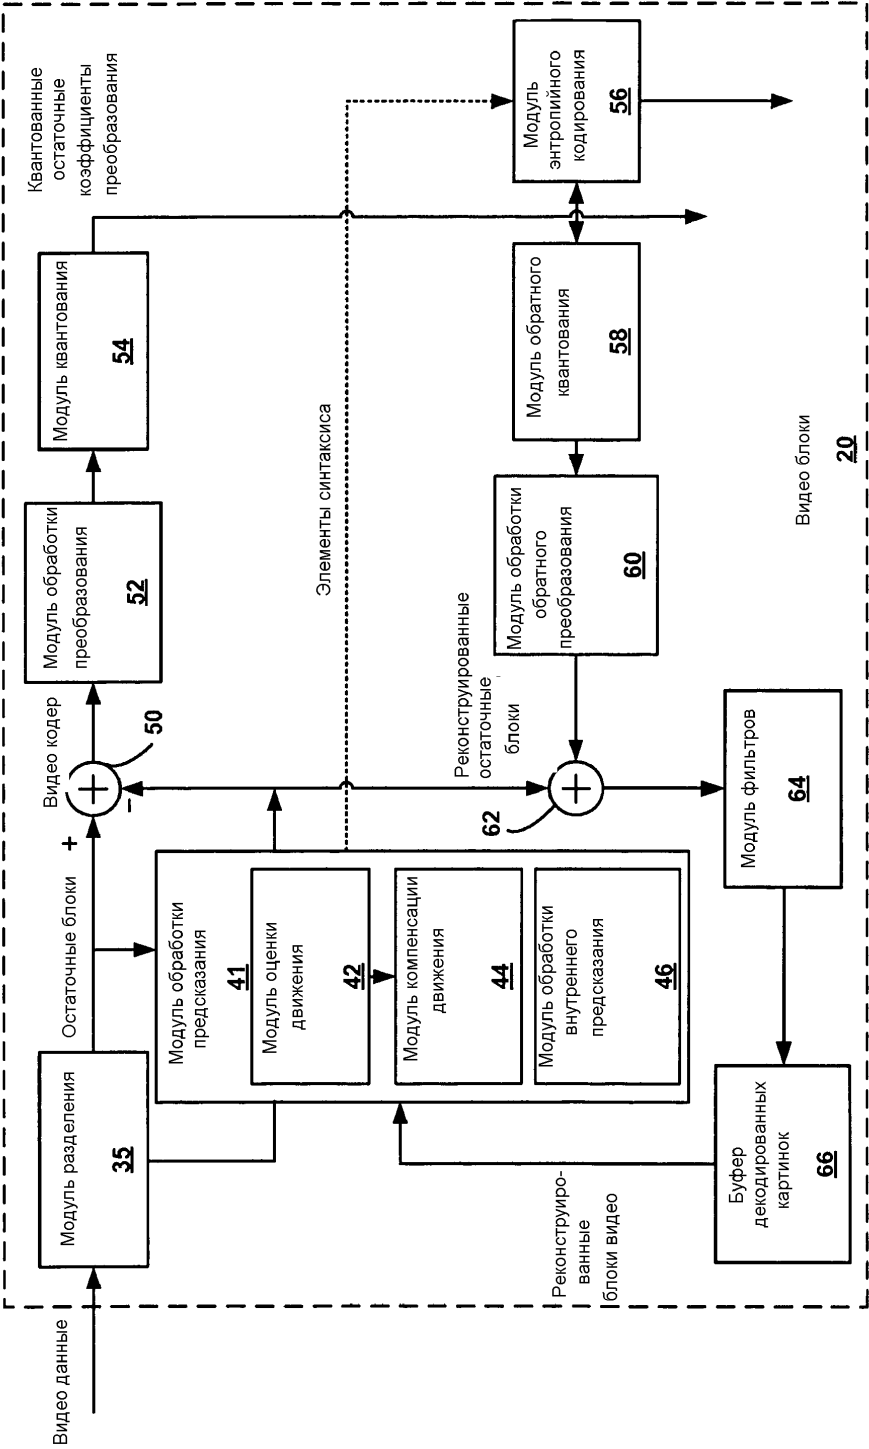 Видео данные
Модуль разделения
35
Остаточные блоки
+
-
Видео кодер
50
Модуль обработки
преобразования
52
Модуль квантования
54
Квантованные
остаточные
коэффициенты
преобразования
Модуль обработки
предсказания
41
Модуль оценки
движения
42
Модуль компенсации
движения
44
Модуль обработки
внутреннего
предсказания
46
Элементы синтаксиса
Модуль
энтропийного
кодирования
56
Модуль обратного
квантования
58
Модуль обработки
обратного
преобразования
60
Реконструированные
остаточные
блоки
62
Модуль фильтров
64
Буфер
декодированных
картинок
66
Реконструиро-
ванные
блоки видео
Видео блоки
20